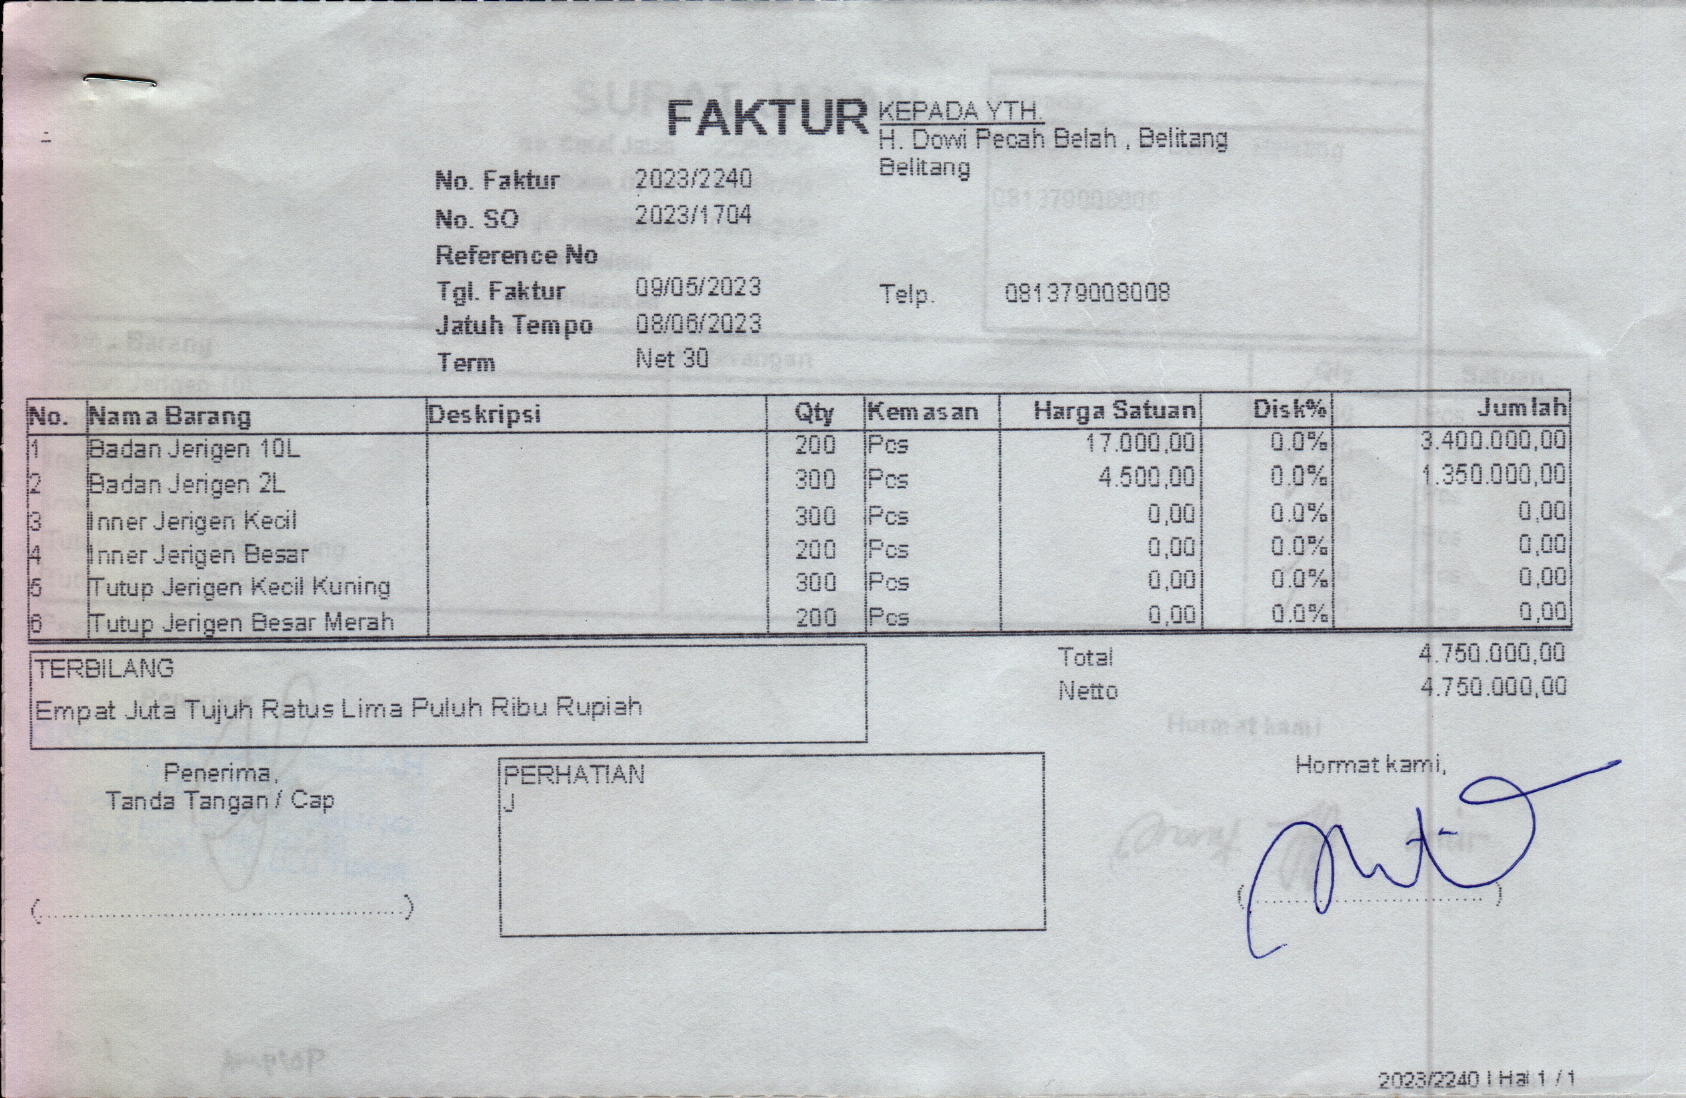 FAKTUR
KEPADA YTH.
H. Dowi Pecah Belah , Belitang
Belitang
No. Faktur 2023/2240
No. SO 2023/1704
Reference No
Tgl. Faktur 09/05/2023
Telp. 081379008008
Jatuh Tempo 08/06/2023
Term Net 30
No. Nama Barang Deskripsi Qty Kemasan Harga Satuan Disk% Jumlah
1 Badan Jerigen 10L 200 Pcs 17.000,00 0.0% 3.400.000,00
2 Badan Jerigen 2L 300 Pcs 4.500,00 0.0% 1.350.000,00
3 Inner Jerigen Kecil 300 Pcs 0,00 0.0% 0,00
4 Inner Jerigen Besar 200 Pcs 0,00 0.0% 0,00
5 Tutup Jerigen Kecil Kuning 300 Pcs 0,00 0.0% 0,00
6 Tutup Jerigen Besar Merah 200 Pcs 0,00 0.0% 0,00
TERBILANG
Empat Juta Tujuh Ratus Lima Puluh Ribu Rupiah
Total 4.750.000,00
Netto 4.750.000,00
Penerima,
Tanda Tangan / Cap
(..........................................)
PERHATIAN
J
Hormat kami,
(..............................)
2023/2240 | Hal 1 / 1